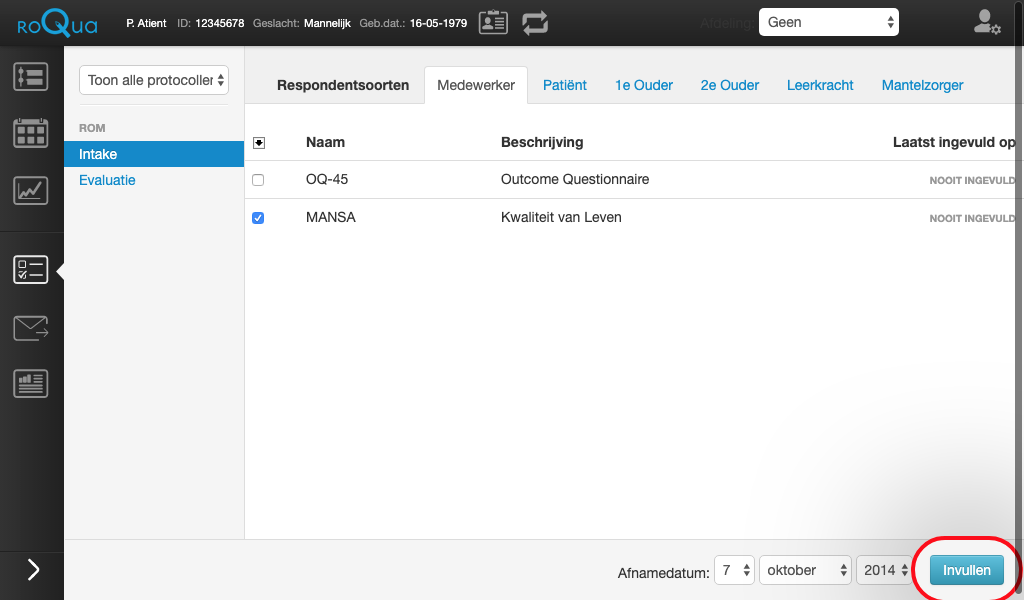 RoQua P. Atient ID: 12345678 Geslacht: Mannelijk Geb.dat.: 16-05-1979 Afdeling: Geen
Toon alle protocoller
ROM
Intake
Evaluatie
Respondentsoorten Medewerker Patiënt 1e Ouder 2e Ouder Leerkracht Mantelzorger
Naam Beschrijving Laatst ingevuld op
OQ-45 Outcome Questionnaire NOOIT INGEVULD
MANSA Kwaliteit van Leven NOOIT INGEVULD
Afnamedatum: 7 oktober 2014 Invullen